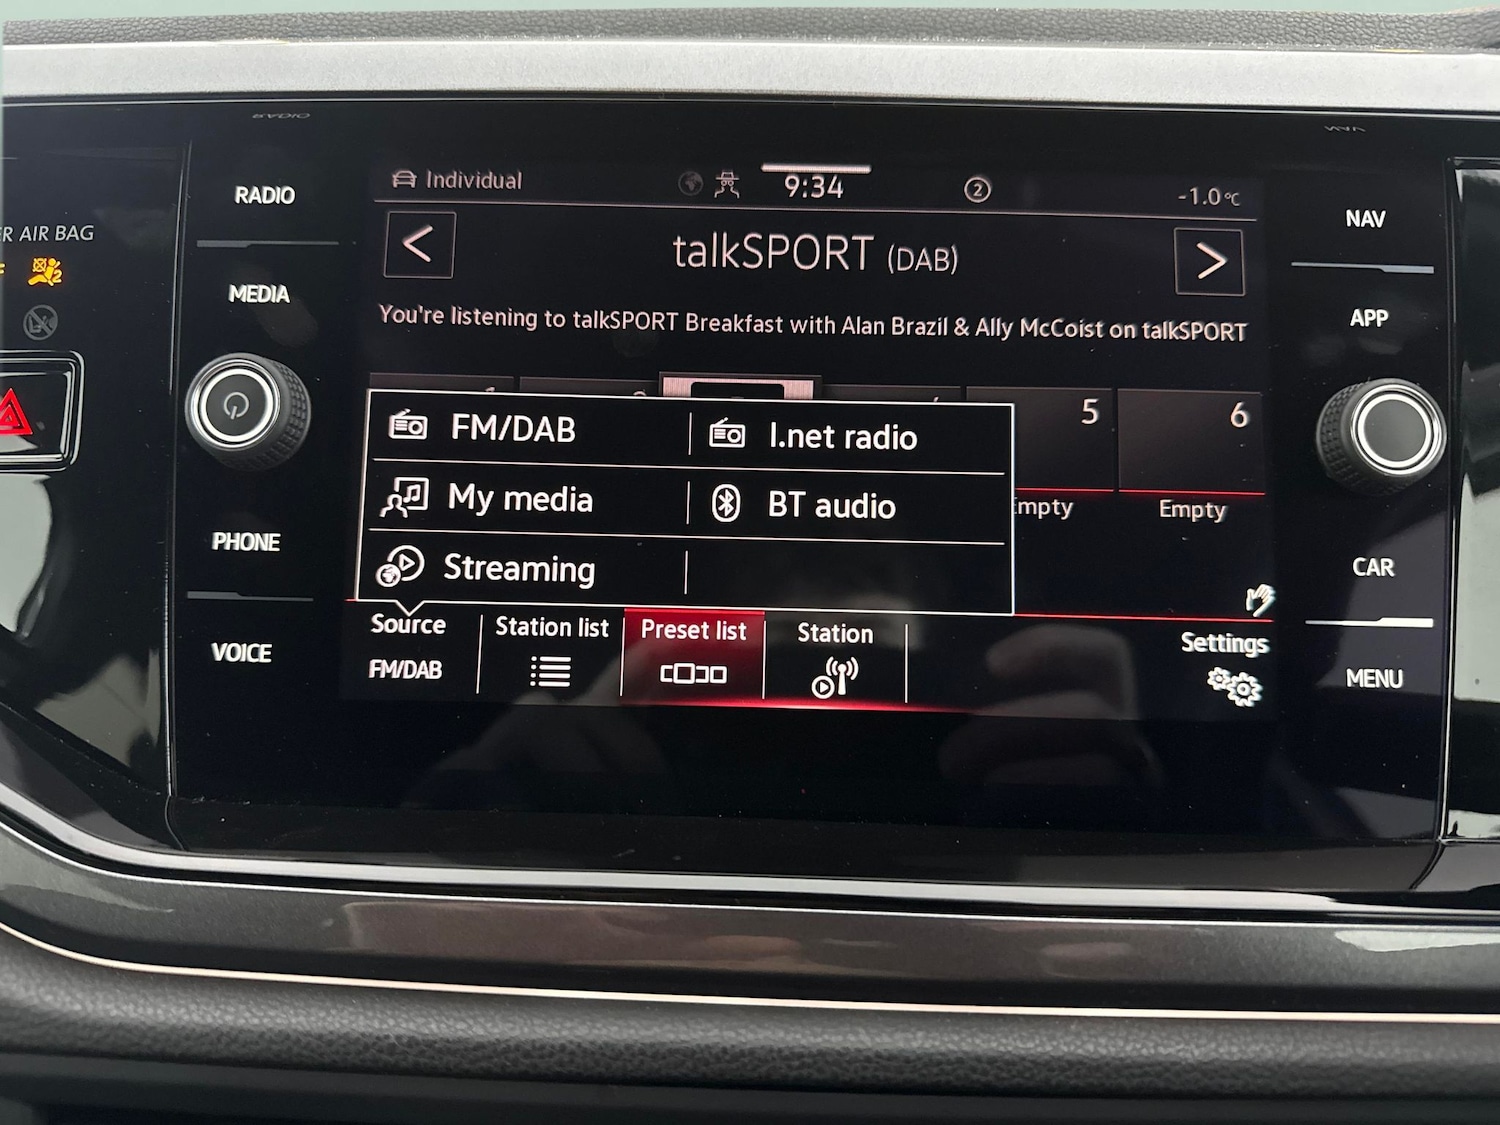 RADIO
MEDIA
PHONE
VOICE
R AIR BAG
Individual
9:34
2
-1.0°C
<
talkSPORT (DAB)
>
You're listening to talkSPORT Breakfast with Alan Brazil & Ally McCoist on talkSPORT
5
6
Empty
Empty
FM/DAB
I.net radio
My media
BT audio
Streaming
Source
FM/DAB
Station list
Preset list
Station
Settings
NAV
APP
CAR
MENU